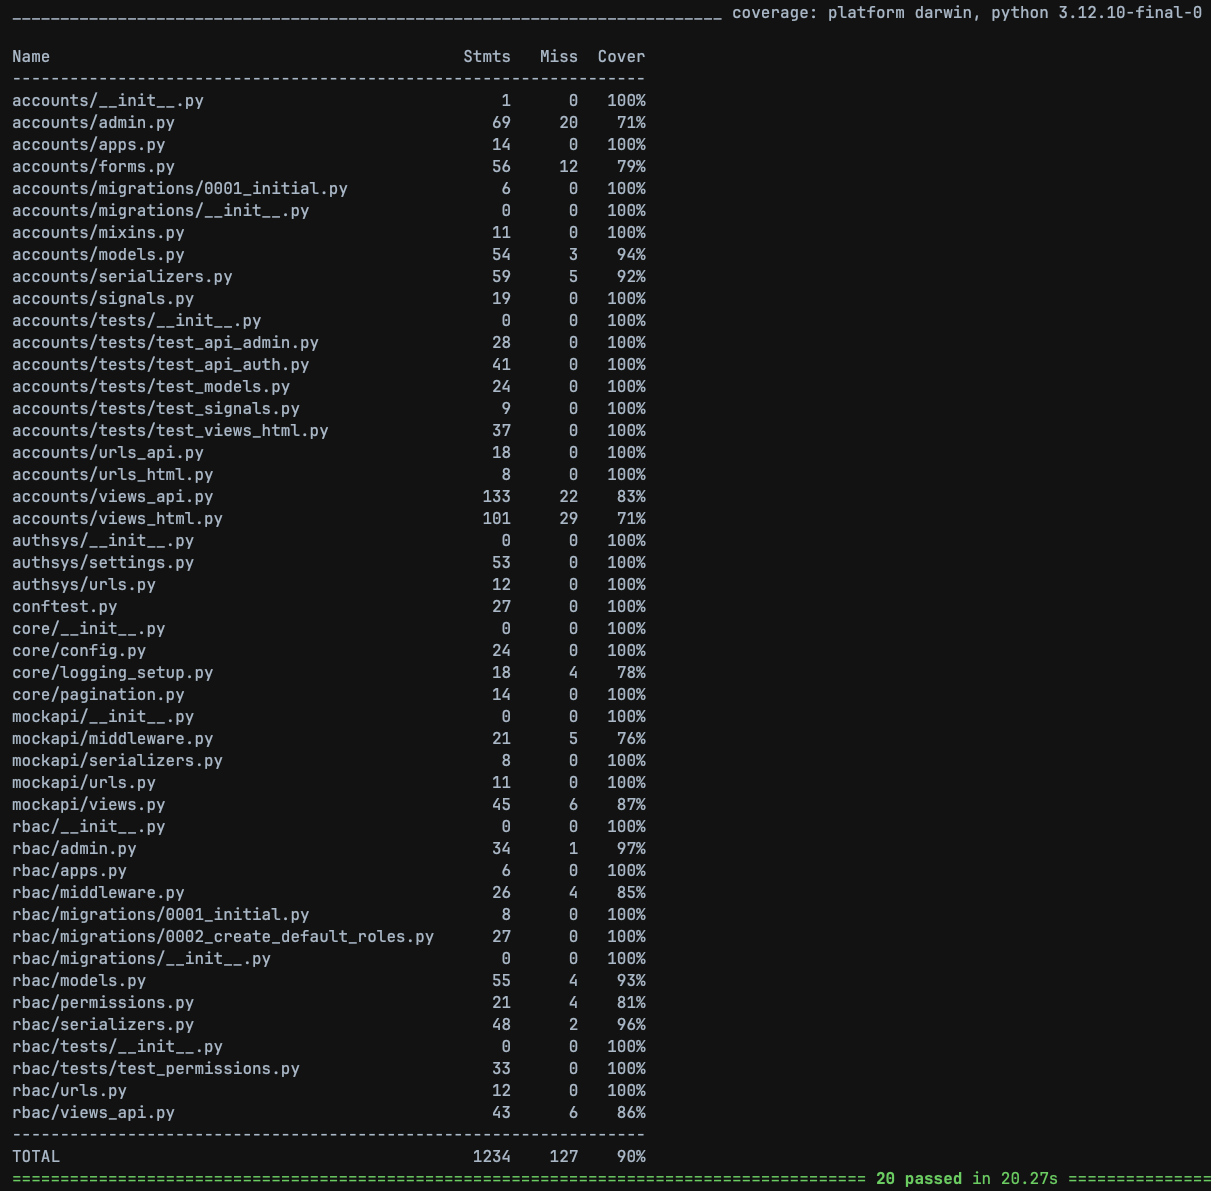 __________________________________________________________________________ coverage: platform darwin, python 3.12.10-final-0
Name                                           Stmts   Miss  Cover
------------------------------------------------------------------
accounts/__init__.py                               1      0   100%
accounts/admin.py                                 69     20    71%
accounts/apps.py                                  14      0   100%
accounts/forms.py                                 56     12    79%
accounts/migrations/0001_initial.py                6      0   100%
accounts/migrations/__init__.py                    0      0   100%
accounts/mixins.py                                11      0   100%
accounts/models.py                                54      3    94%
accounts/serializers.py                           59      5    92%
accounts/signals.py                               19      0   100%
accounts/tests/__init__.py                         0      0   100%
accounts/tests/test_api_admin.py                  28      0   100%
accounts/tests/test_api_auth.py                   41      0   100%
accounts/tests/test_models.py                     24      0   100%
accounts/tests/test_signals.py                     9      0   100%
accounts/tests/test_views_html.py                 37      0   100%
accounts/urls_api.py                              18      0   100%
accounts/urls_html.py                              8      0   100%
accounts/views_api.py                            133     22    83%
accounts/views_html.py                           101     29    71%
authsys/__init__.py                                0      0   100%
authsys/settings.py                               53      0   100%
authsys/urls.py                                   12      0   100%
conftest.py                                       27      0   100%
core/__init__.py                                   0      0   100%
core/config.py                                    24      0   100%
core/logging_setup.py                             18      4    78%
core/pagination.py                                14      0   100%
mockapi/__init__.py                                0      0   100%
mockapi/middleware.py                             21      5    76%
mockapi/serializers.py                             8      0   100%
mockapi/urls.py                                   11      0   100%
mockapi/views.py                                  45      6    87%
rbac/__init__.py                                   0      0   100%
rbac/admin.py                                     34      1    97%
rbac/apps.py                                       6      0   100%
rbac/middleware.py                                26      4    85%
rbac/migrations/0001_initial.py                    8      0   100%
rbac/migrations/0002_create_default_roles.py      27      0   100%
rbac/migrations/__init__.py                        0      0   100%
rbac/models.py                                    55      4    93%
rbac/permissions.py                               21      4    81%
rbac/serializers.py                               48      2    96%
rbac/tests/__init__.py                             0      0   100%
rbac/tests/test_permissions.py                    33      0   100%
rbac/urls.py                                      12      0   100%
rbac/views_api.py                                 43      6    86%
------------------------------------------------------------------
TOTAL                                           1234    127    90%
========================================================================================= 20 passed in 20.27s ===============